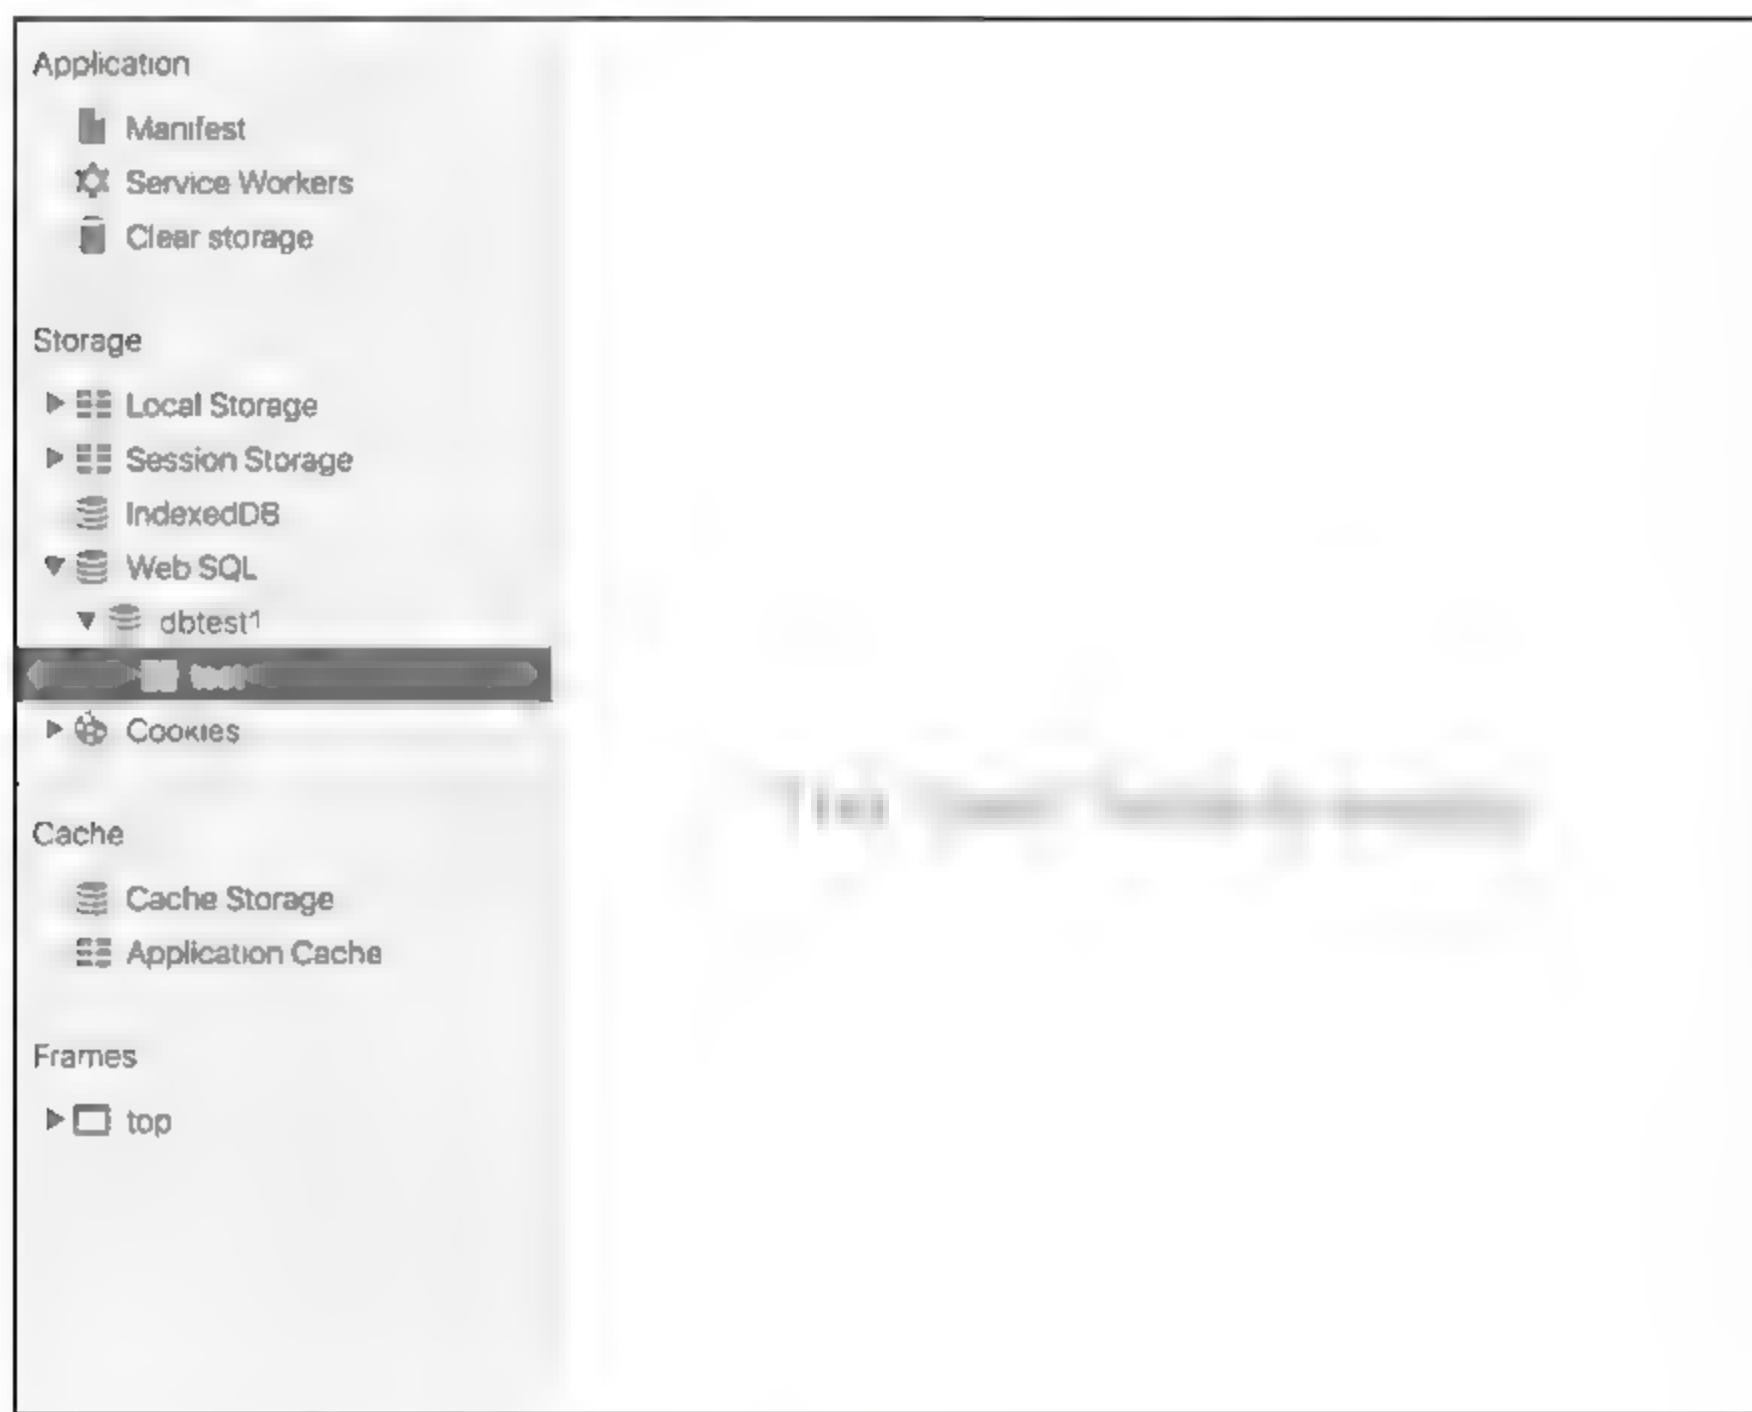 Application
Manifest
Service Workers
Clear storage
Storage
Local Storage
Session Storage
IndexedDB
Web SQL
dbtest1
Cookies
Cache
Cache Storage
Application Cache
Frames
top